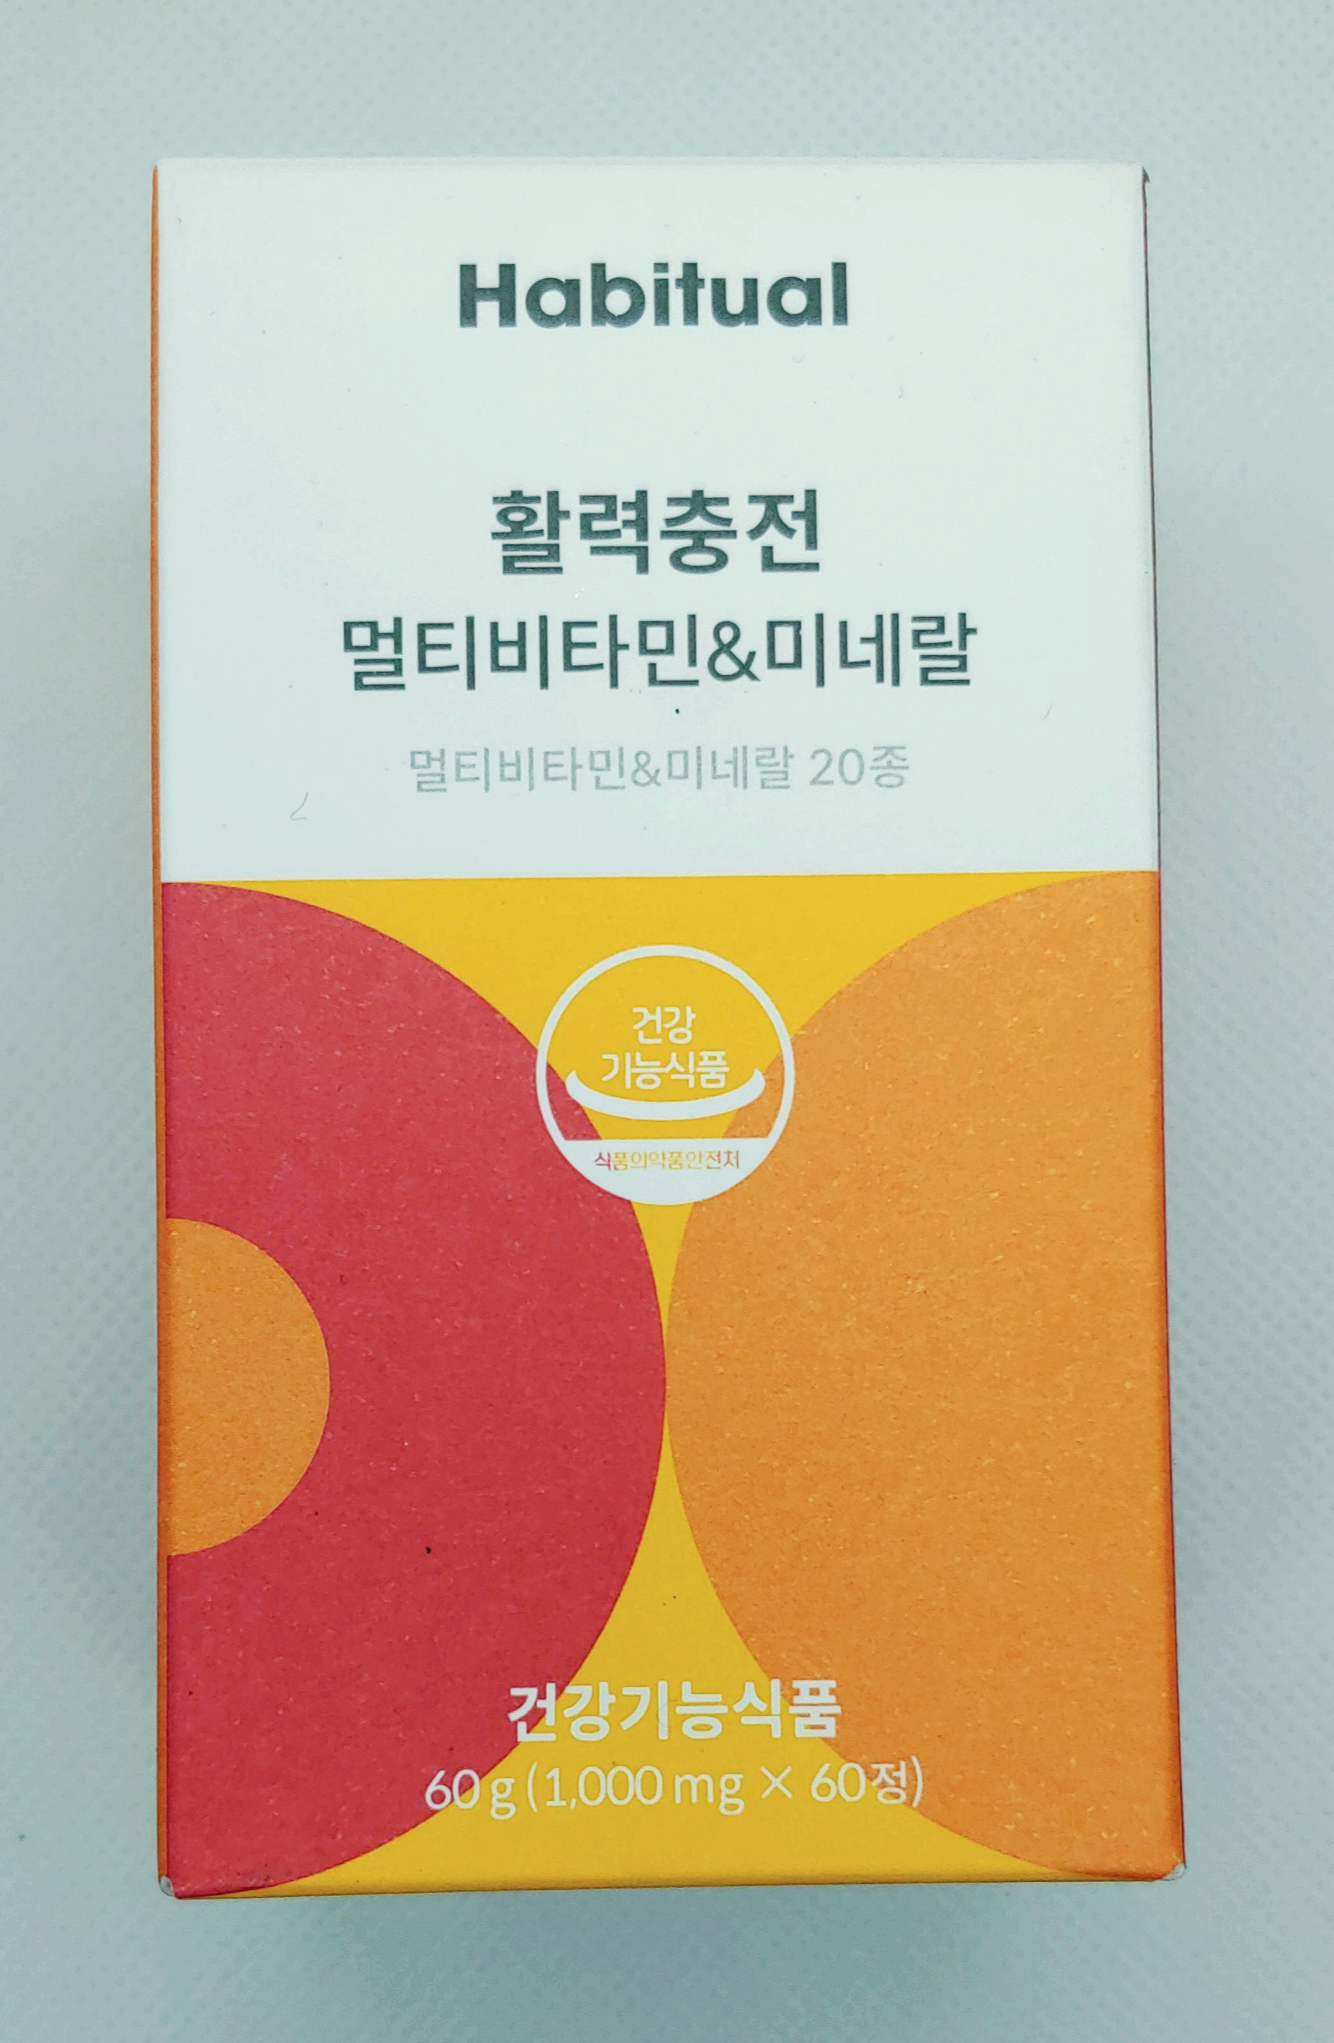 Habitual
활력충전
멀티비타민&미네랄
멀티비타민&미네랄 20종
건강
기능식품
식품의약품안전처
건강기능식품
60 g (1,000 mg × 60정)